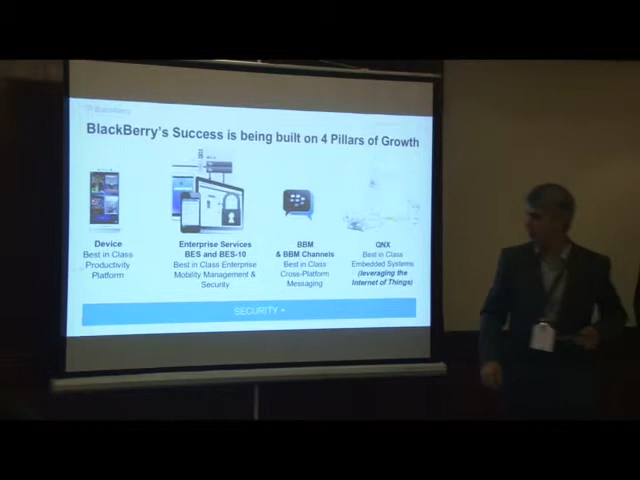 BlackBerry
BlackBerry's Success is being built on 4 Pillars of Growth
Device
Best in Class
Productivity
Platform
Enterprise Services
BES and BES-10
Best in Class Enterprise
Mobility Management &
Security
BBM
& BBM Channels
Best in Class
Cross-Platform
Messaging
QNX
Best in Class
Embedded Systems
(leveraging the
Internet of Things)
SECURITY +